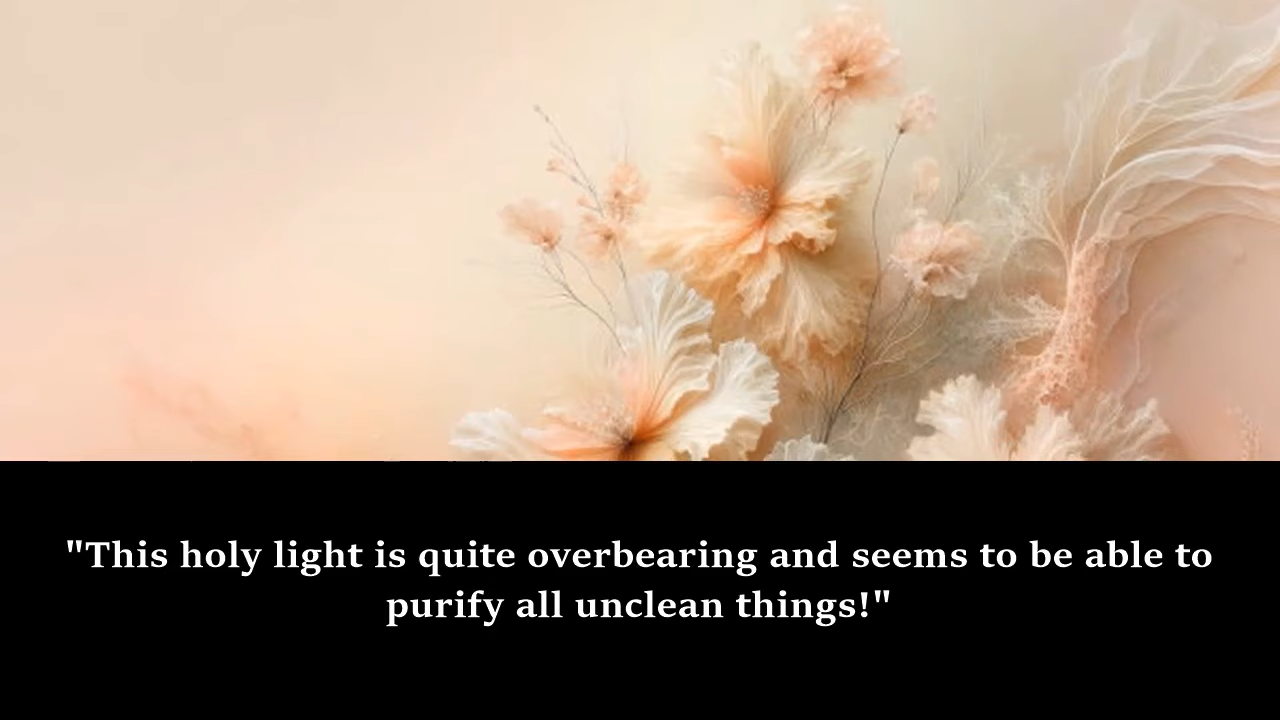 "This holy light is quite overbearing and seems to be able to
purify all unclean things!"